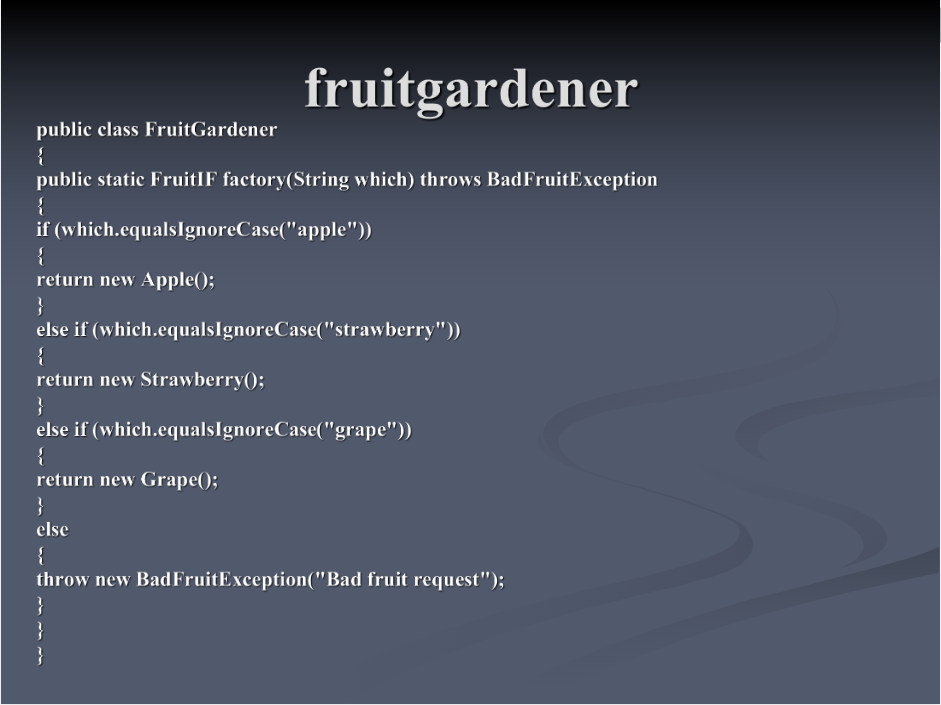 fruitgardener
public class FruitGardener
{
public static FruitIF factory(String which) throws BadFruitException
{
if (which.equalsIgnoreCase("apple"))
{
return new Apple();
}
else if (which.equalsIgnoreCase("strawberry"))
{
return new Strawberry();
}
else if (which.equalsIgnoreCase("grape"))
{
return new Grape();
}
else
{
throw new BadFruitException("Bad fruit request");
}
}
}